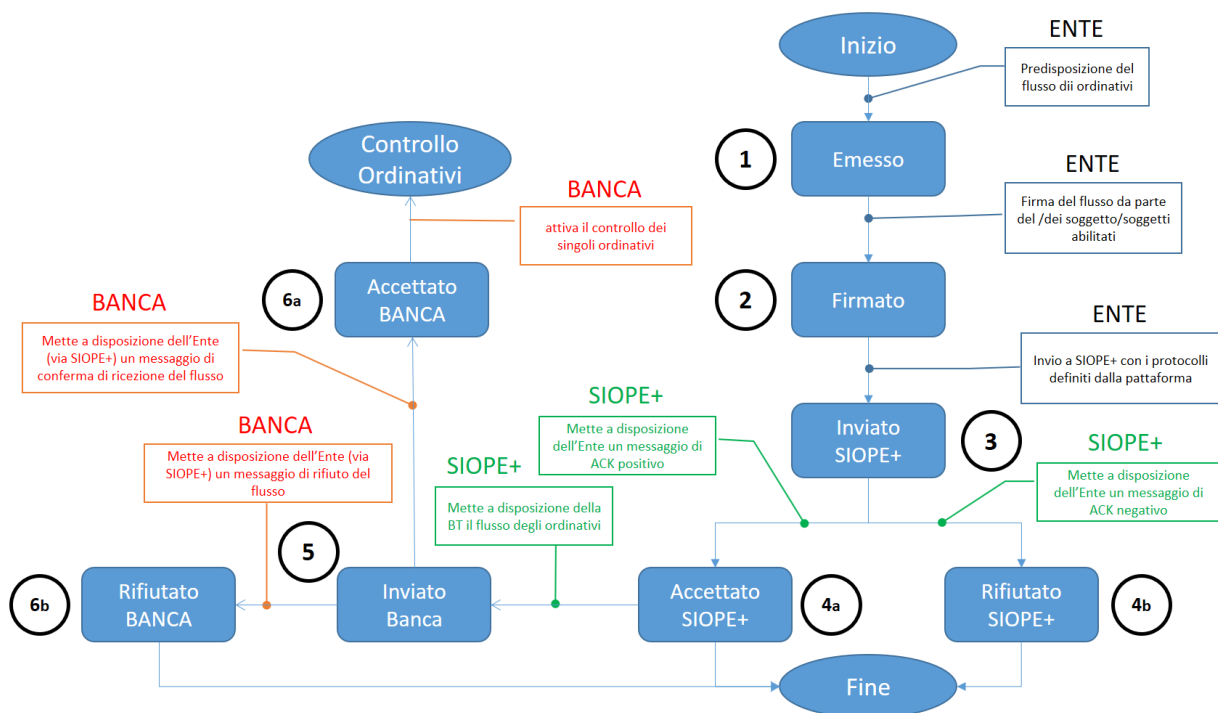 Inizio
ENTE
Predisposizione del
flusso dii ordinativi
1
Emesso
ENTE
Firma del flusso da parte
del /dei soggetto/soggetti
abilitati
2
Firmato
ENTE
Invio a SIOPE+ con i protocolli
definiti dalla pattaforma
Inviato
SIOPE+
3
SIOPE+
Mette a disposizione
dell'Ente un messaggio di
ACK positivo
SIOPE+
Mette a disposizione
dell'Ente un messaggio di
ACK negativo
Accettato
SIOPE+
4a
Rifiutato
SIOPE+
4b
SIOPE+
Mette a disposizione della
BT il flusso degli ordinativi
5
Inviato
Banca
BANCA
Mette a disposizione dell'Ente
(via SIOPE+) un messaggio di
conferma di ricezione del flusso
6a
Accettato
BANCA
BANCA
attiva il controllo dei
singoli ordinativi
Controllo
Ordinativi
BANCA
Mette a disposizione dell'Ente (via
SIOPE+) un messaggio di rifiuto del
flusso
6b
Rifiutato
BANCA
Fine